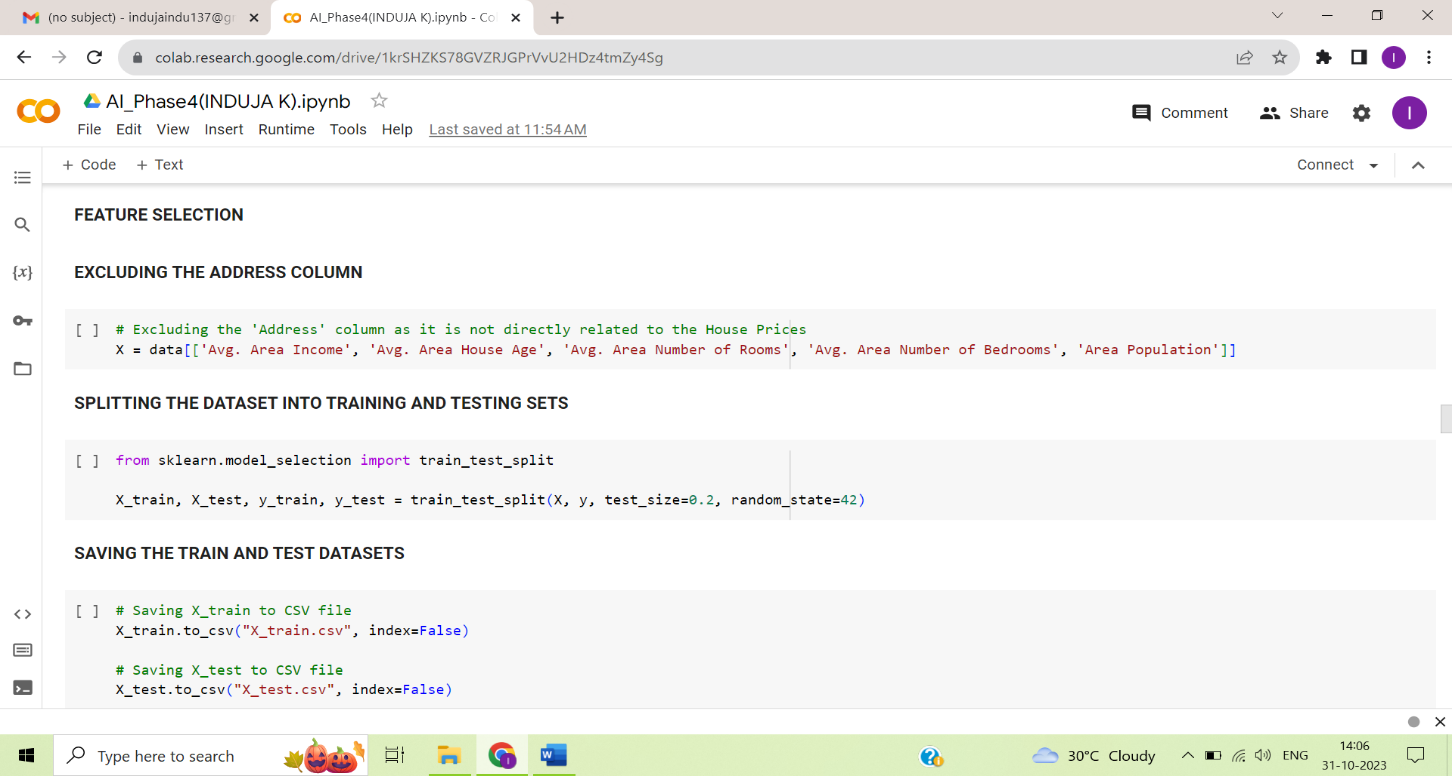 (no subject) - indujaindu137@g
AI_Phase4(INDUJA K).ipynb - Co
colab.research.google.com/drive/1krSHZKS78GVZRJGPrVvU2HDz4tmZy4Sg
I
CO
AI_Phase4(INDUJA K).ipynb
Comment
Share
I
File Edit View Insert Runtime Tools Help Last saved at 11:54 AM
+ Code + Text
Connect
FEATURE SELECTION
EXCLUDING THE ADDRESS COLUMN
{x}
[ ] # Excluding the 'Address' column as it is not directly related to the House Prices
X = data[['Avg. Area Income', 'Avg. Area House Age', 'Avg. Area Number of Rooms', 'Avg. Area Number of Bedrooms', 'Area Population']]
SPLITTING THE DATASET INTO TRAINING AND TESTING SETS
[ ] from sklearn.model_selection import train_test_split
X_train, X_test, y_train, y_test = train_test_split(X, y, test_size=0.2, random_state=42)
SAVING THE TRAIN AND TEST DATASETS
[ ] # Saving X_train to CSV file
X_train.to_csv("X_train.csv", index=False)
# Saving X_test to CSV file
X_test.to_csv("X_test.csv", index=False)
Type here to search
W
30°C Cloudy
ENG
14:06
31-10-2023